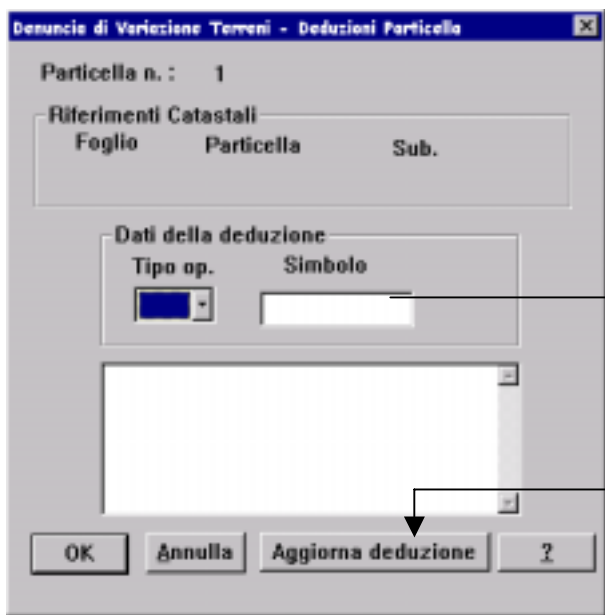 Denuncia di Variazione Terreni - Deduzioni Particella
Particella n. : 1
Riferimenti Catastali
Foglio Particella Sub.
Dati della deduzione
Tipo op. Simbolo
OK Annulla Aggiorna deduzione ?